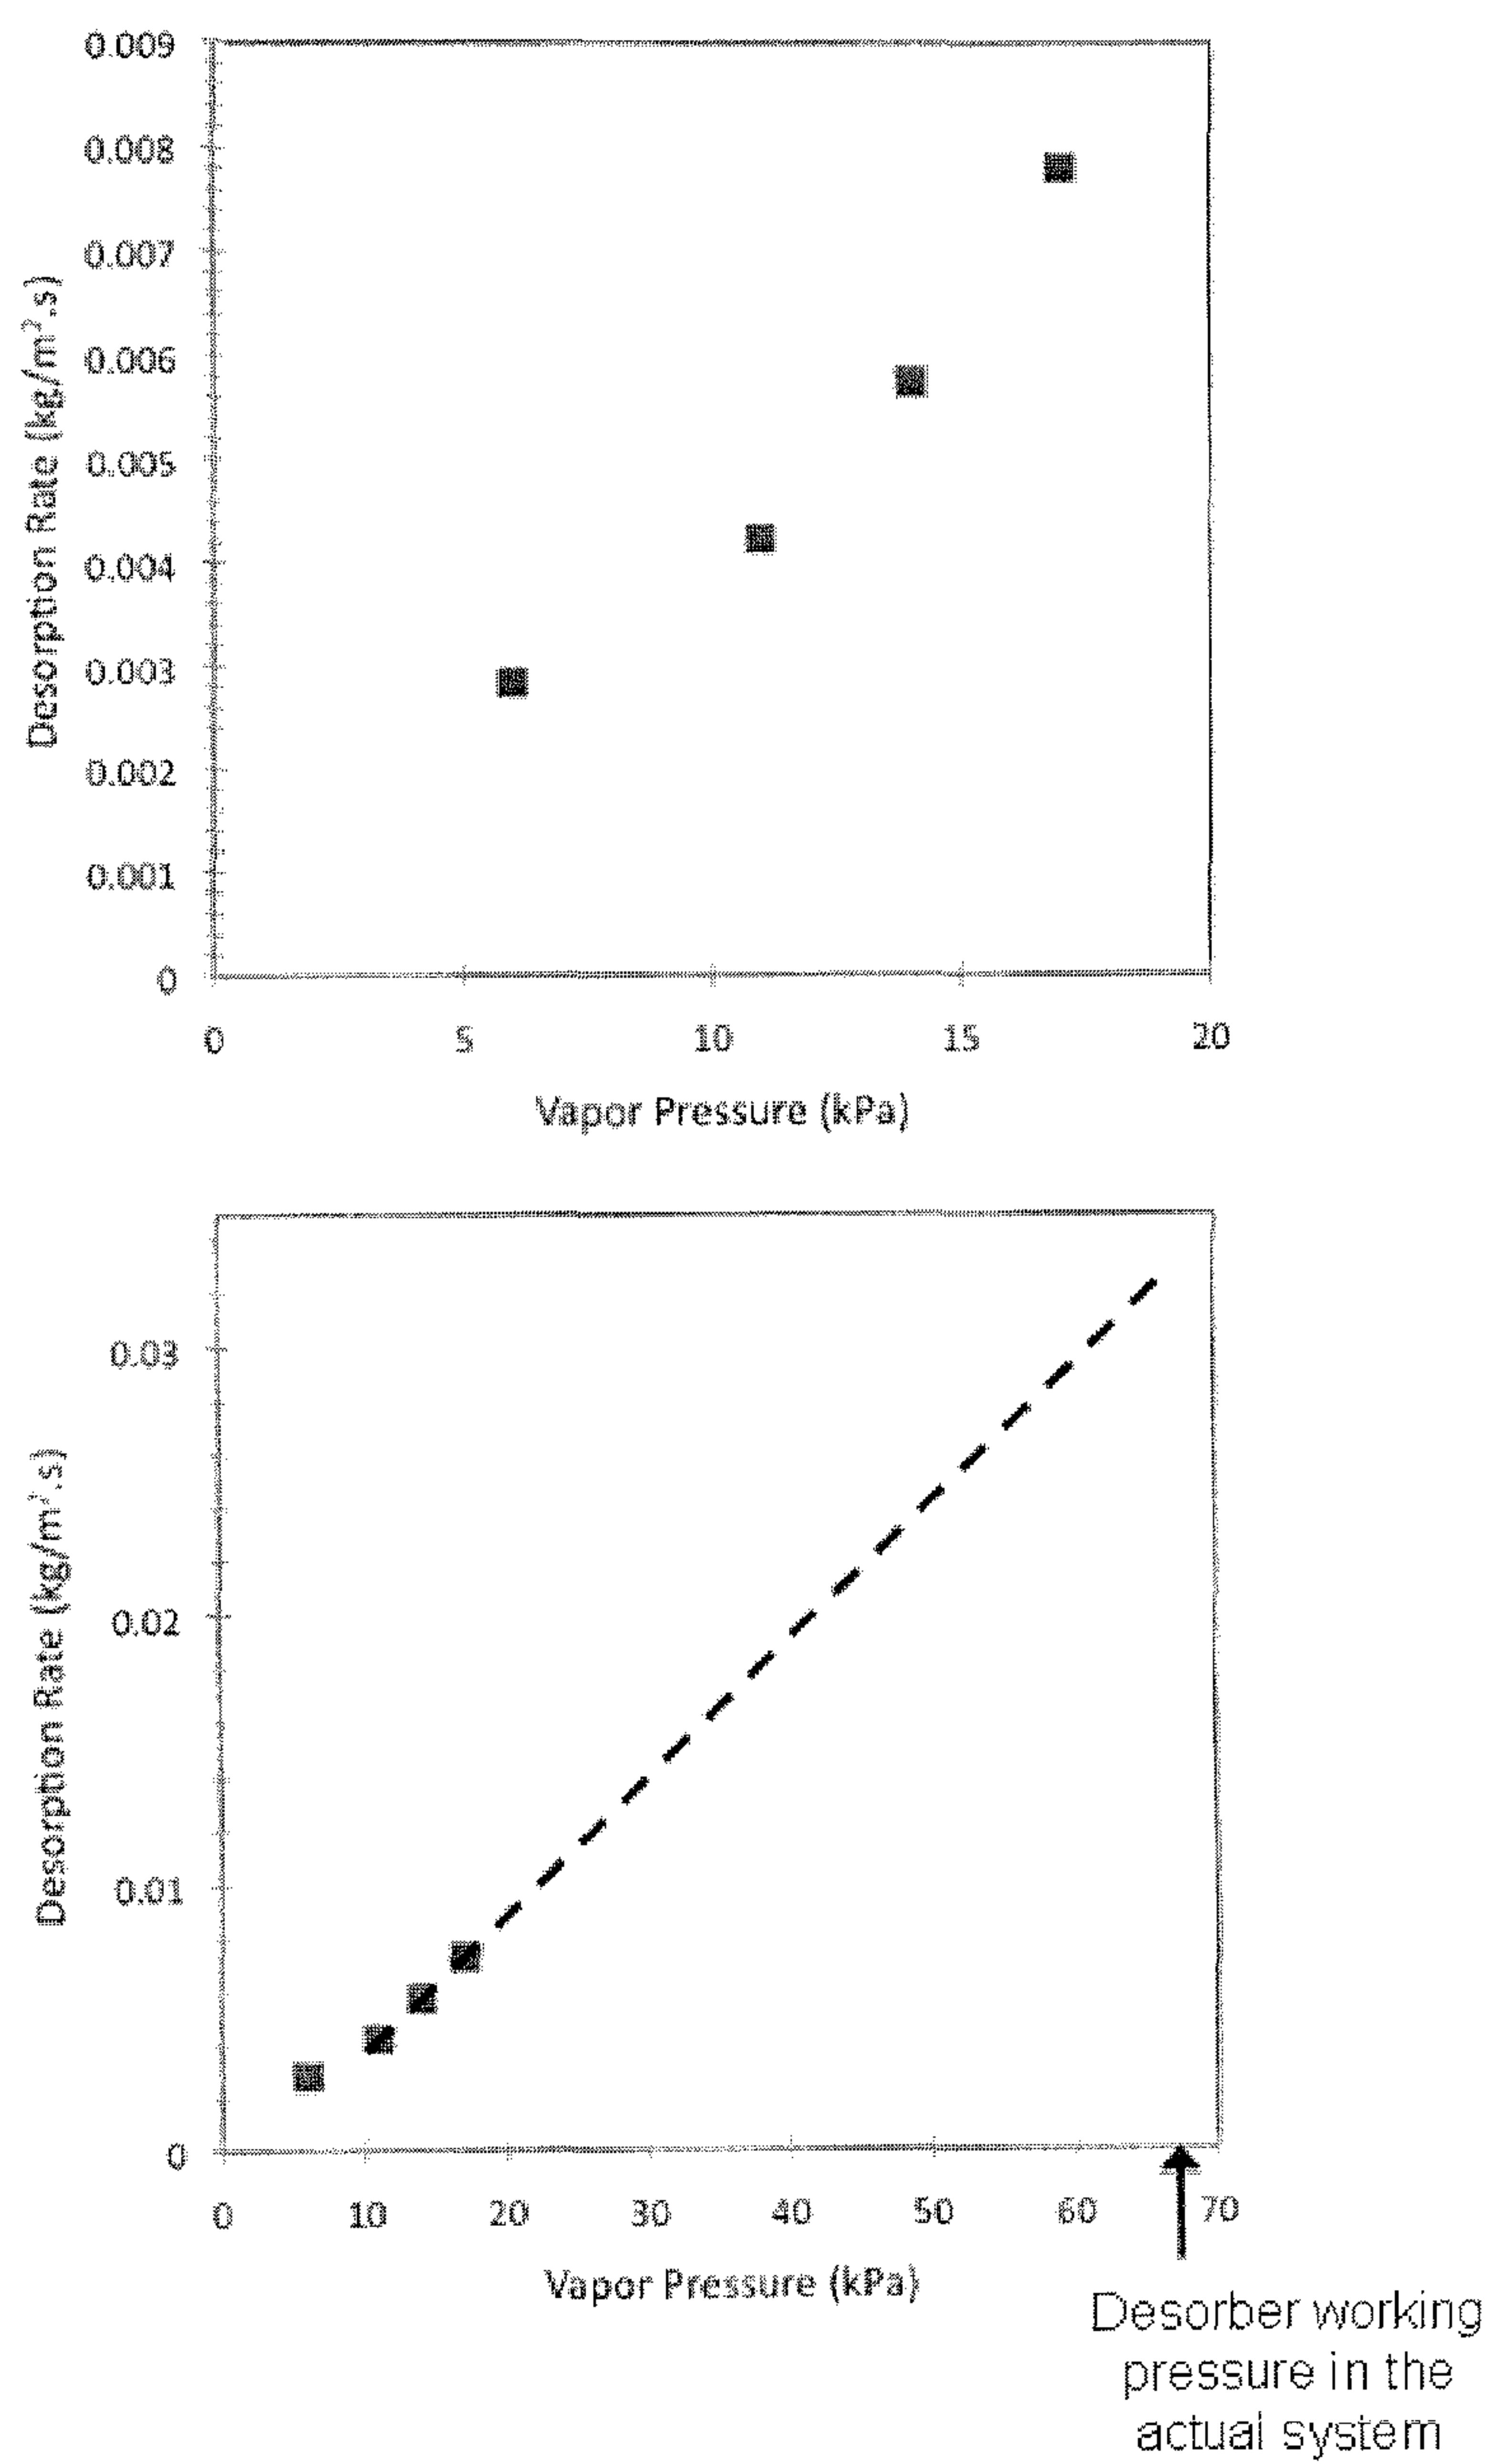 0.009
0.008
0.007
0.006
0.005
0.004
0.003
0.002
0.001
0
Desorption Rate (kg/m².s)
0 5 10 15 20
Vapor Pressure (kPa)
0.03
0.02
0.01
0
Desorption Rate (kg/m².s)
0 10 20 30 40 50 60 70
Vapor Pressure (kPa)
Desorber working
pressure in the
actual system